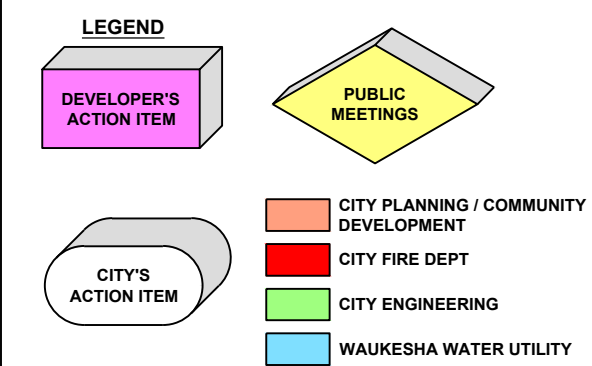 LEGEND
DEVELOPER'S
ACTION ITEM
PUBLIC
MEETINGS
CITY'S
ACTION ITEM
CITY PLANNING / COMMUNITY
DEVELOPMENT
CITY FIRE DEPT
CITY ENGINEERING
WAUKESHA WATER UTILITY